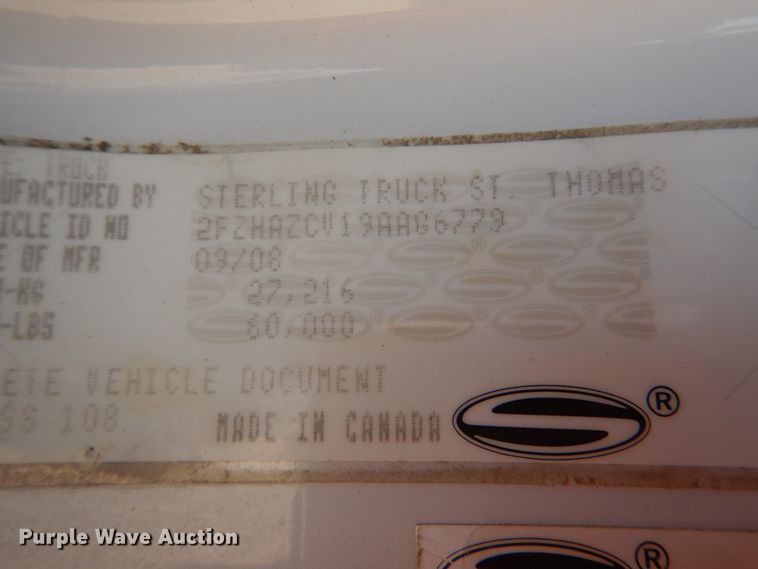 TRUCK
UFACTURED BY STERLING TRUCK ST. THOMAS
ICLE ID NO 2FZHAZCV19AAG6779
E OF MFR 09/08
-KG 27,216
-LBS 60,000
ETE VEHICLE DOCUMENT
SS 108.
MADE IN CANADA ®
®
Purple Wave Auction